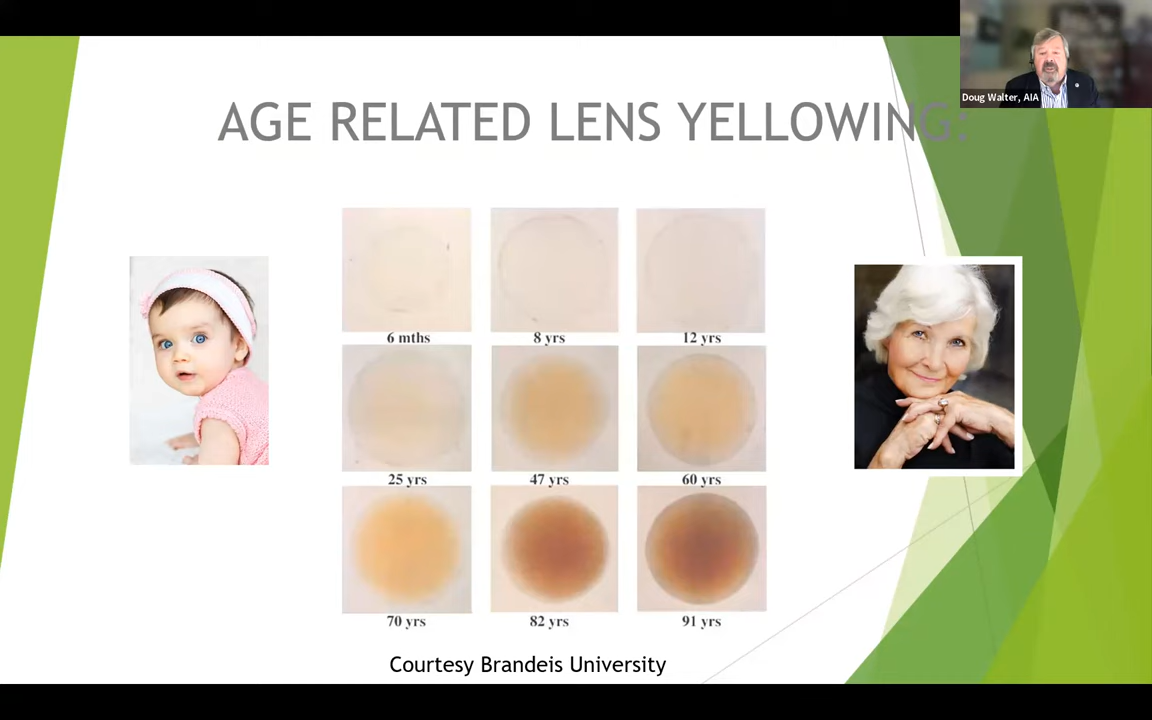 Doug Walter, AIA
AGE RELATED LENS YELLOWING:
6 mths
8 yrs
12 yrs
25 yrs
47 yrs
60 yrs
70 yrs
82 yrs
91 yrs
Courtesy Brandeis University